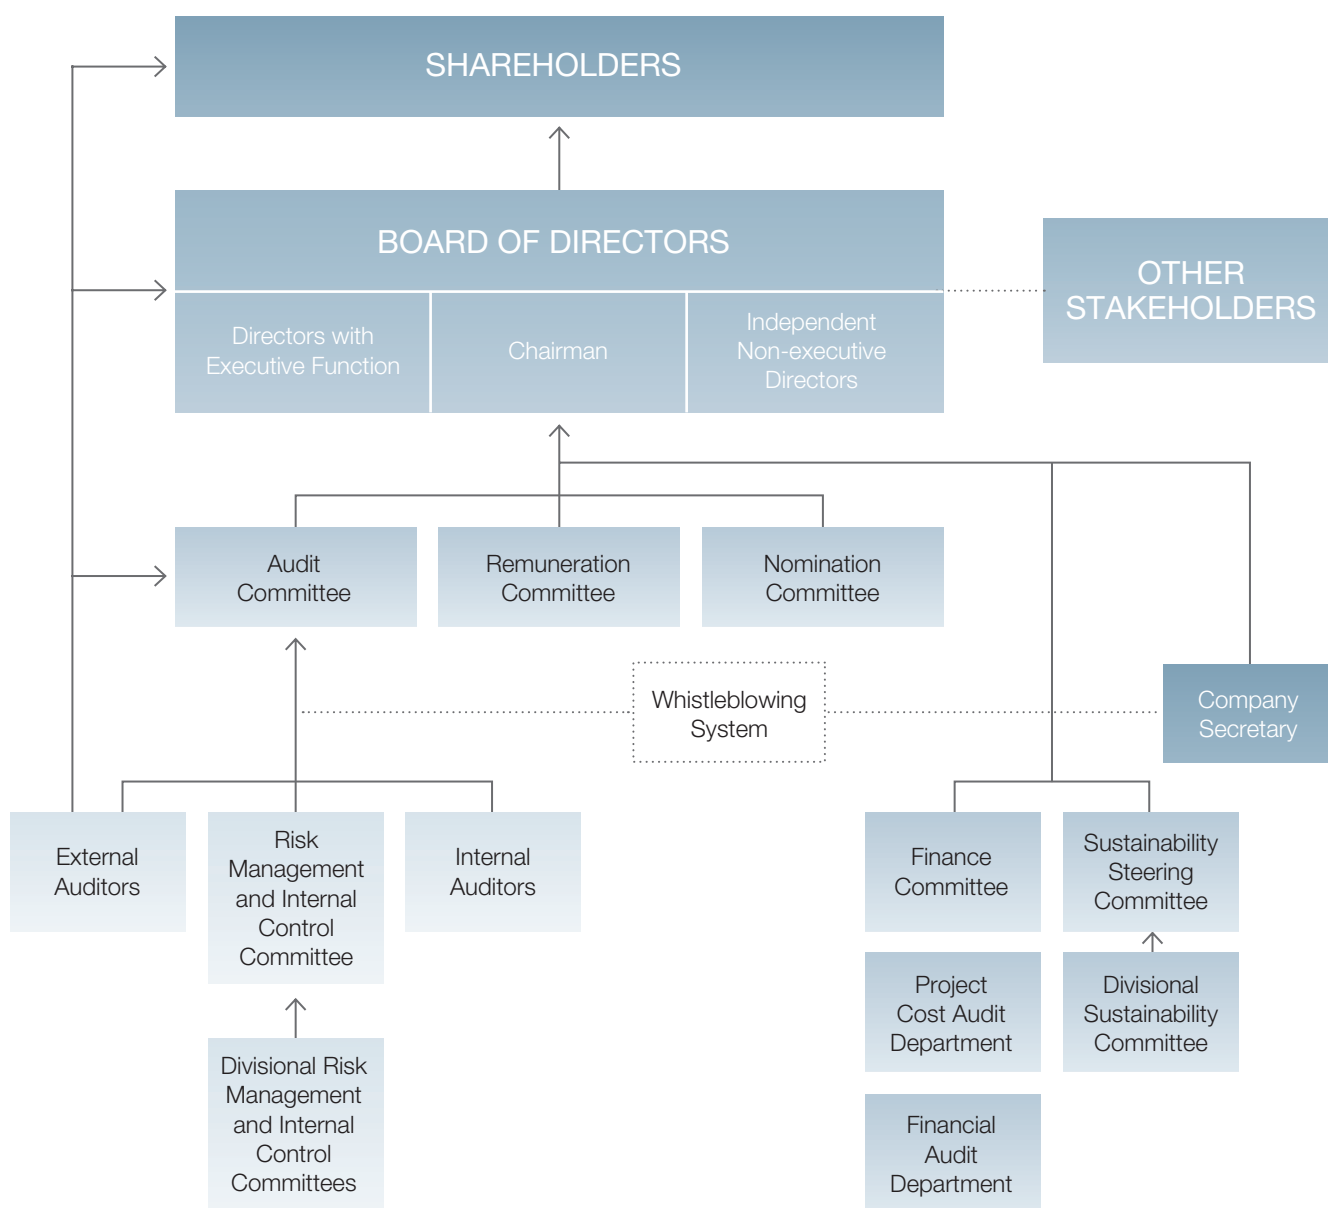 SHAREHOLDERS
BOARD OF DIRECTORS
Directors with
Executive Function
Chairman
Independent
Non-executive
Directors
OTHER
STAKEHOLDERS
Audit
Committee
Remuneration
Committee
Nomination
Committee
Whistleblowing
System
Company
Secretary
External
Auditors
Risk
Management
and Internal
Control
Committee
Internal
Auditors
Finance
Committee
Sustainability
Steering
Committee
Project
Cost Audit
Department
Divisional
Sustainability
Committee
Divisional Risk
Management
and Internal
Control
Committees
Financial
Audit
Department